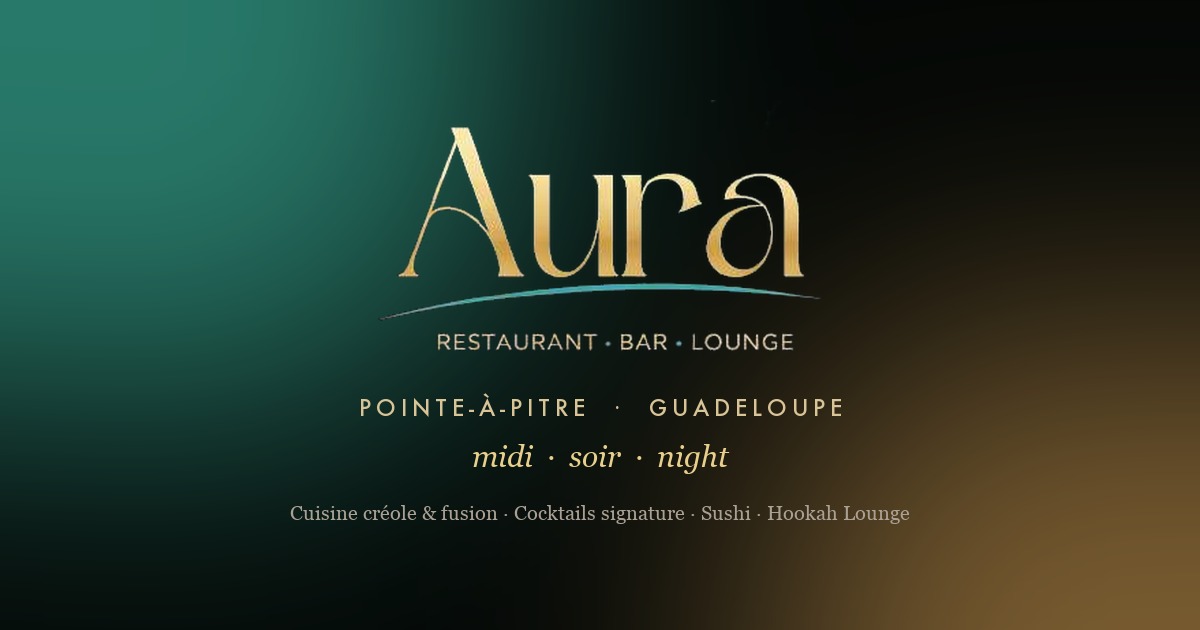 Aura
RESTAURANT · BAR · LOUNGE
POINTE-À-PITRE · GUADELOUPE
midi · soir · night
Cuisine créole & fusion · Cocktails signature · Sushi · Hookah Lounge